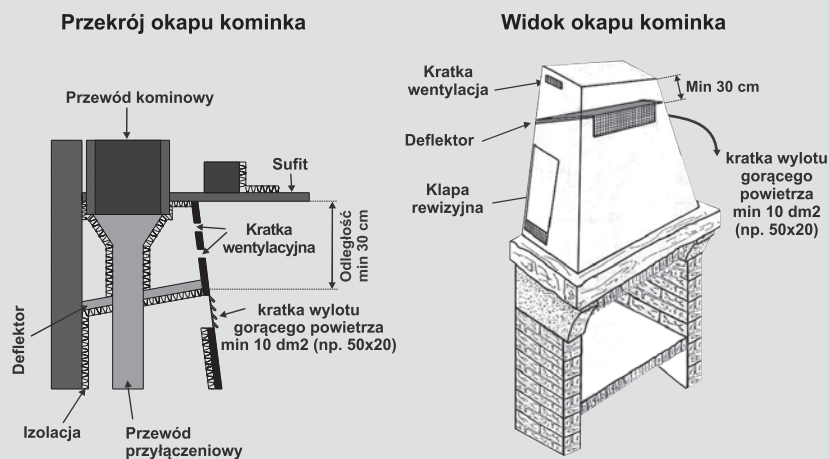 Przekrój okapu kominka
Przewód kominowy
Sufit
Kratka
wentylacyjna
Odległość
min 30 cm
kratka wylotu
gorącego powietrza
min 10 dm2 (np. 50x20)
Deflektor
Izolacja
Przewód
przyłączeniowy
Widok okapu kominka
Kratka
wentylacja
Min 30 cm
Deflektor
kratka wylotu
gorącego
powietrza
min 10 dm2
(np. 50x20)
Klapa
rewizyjna